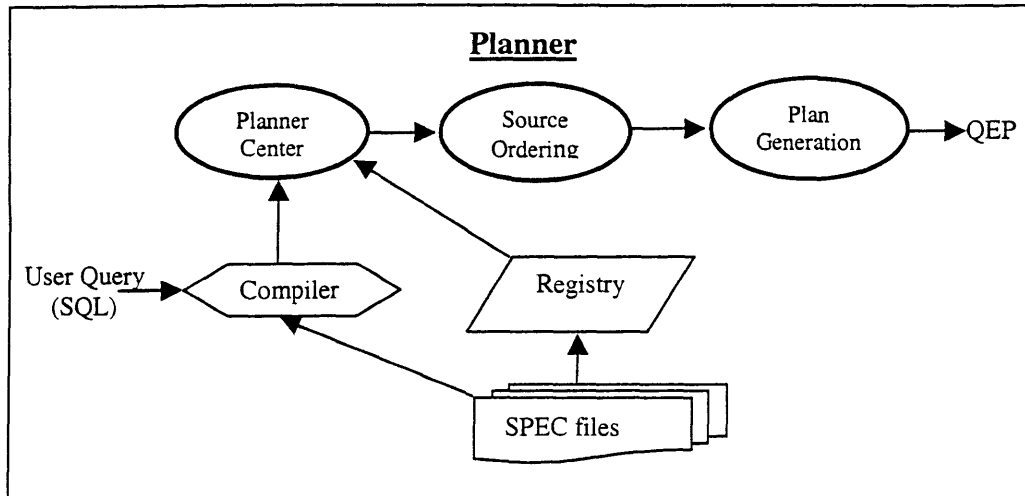 Planner
Planner
Center
Source
Ordering
Plan
Generation
QEP
User Query
(SQL)
Compiler
Registry
SPEC files